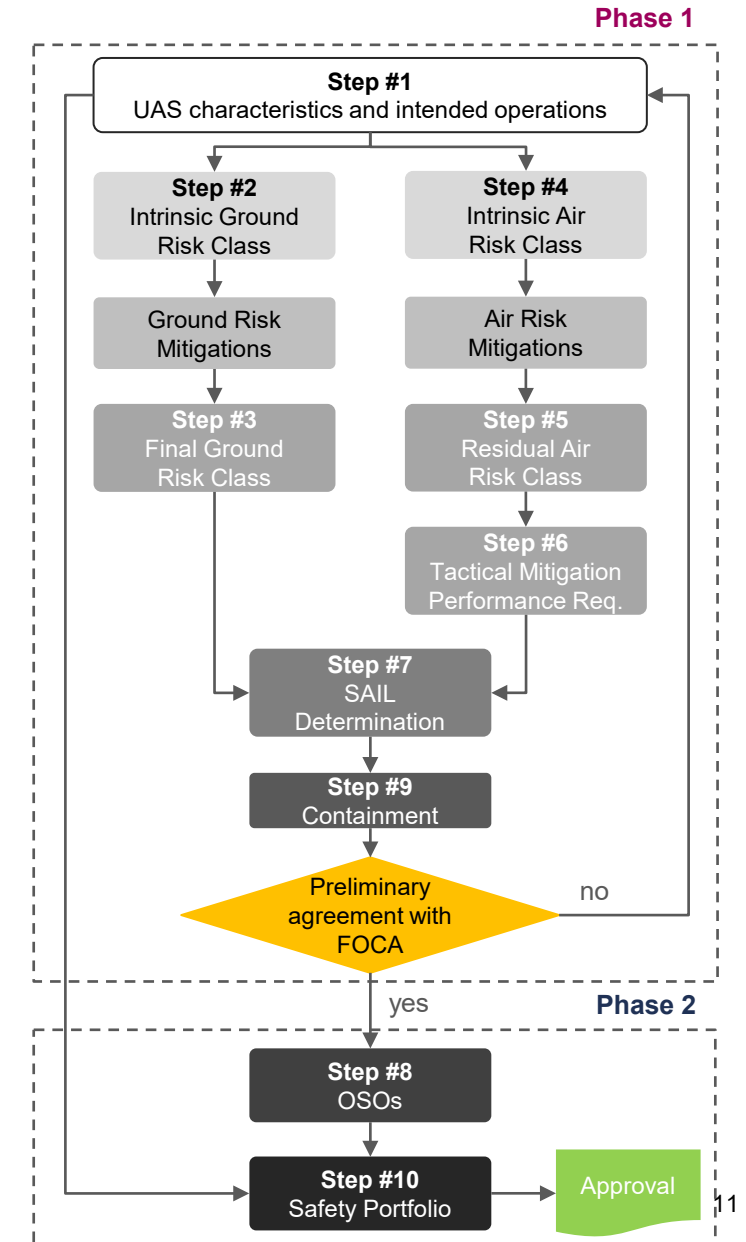 Phase 1
Step #1
UAS characteristics and intended operations
Step #2
Intrinsic Ground
Risk Class
Step #4
Intrinsic Air
Risk Class
Ground Risk
Mitigations
Air Risk
Mitigations
Step #3
Final Ground
Risk Class
Step #5
Residual Air
Risk Class
Step #6
Tactical Mitigation
Performance Req.
Step #7
SAIL
Determination
Step #9
Containment
Preliminary
agreement with
FOCA
no
yes
Phase 2
Step #8
OSOs
Step #10
Safety Portfolio
Approval
11